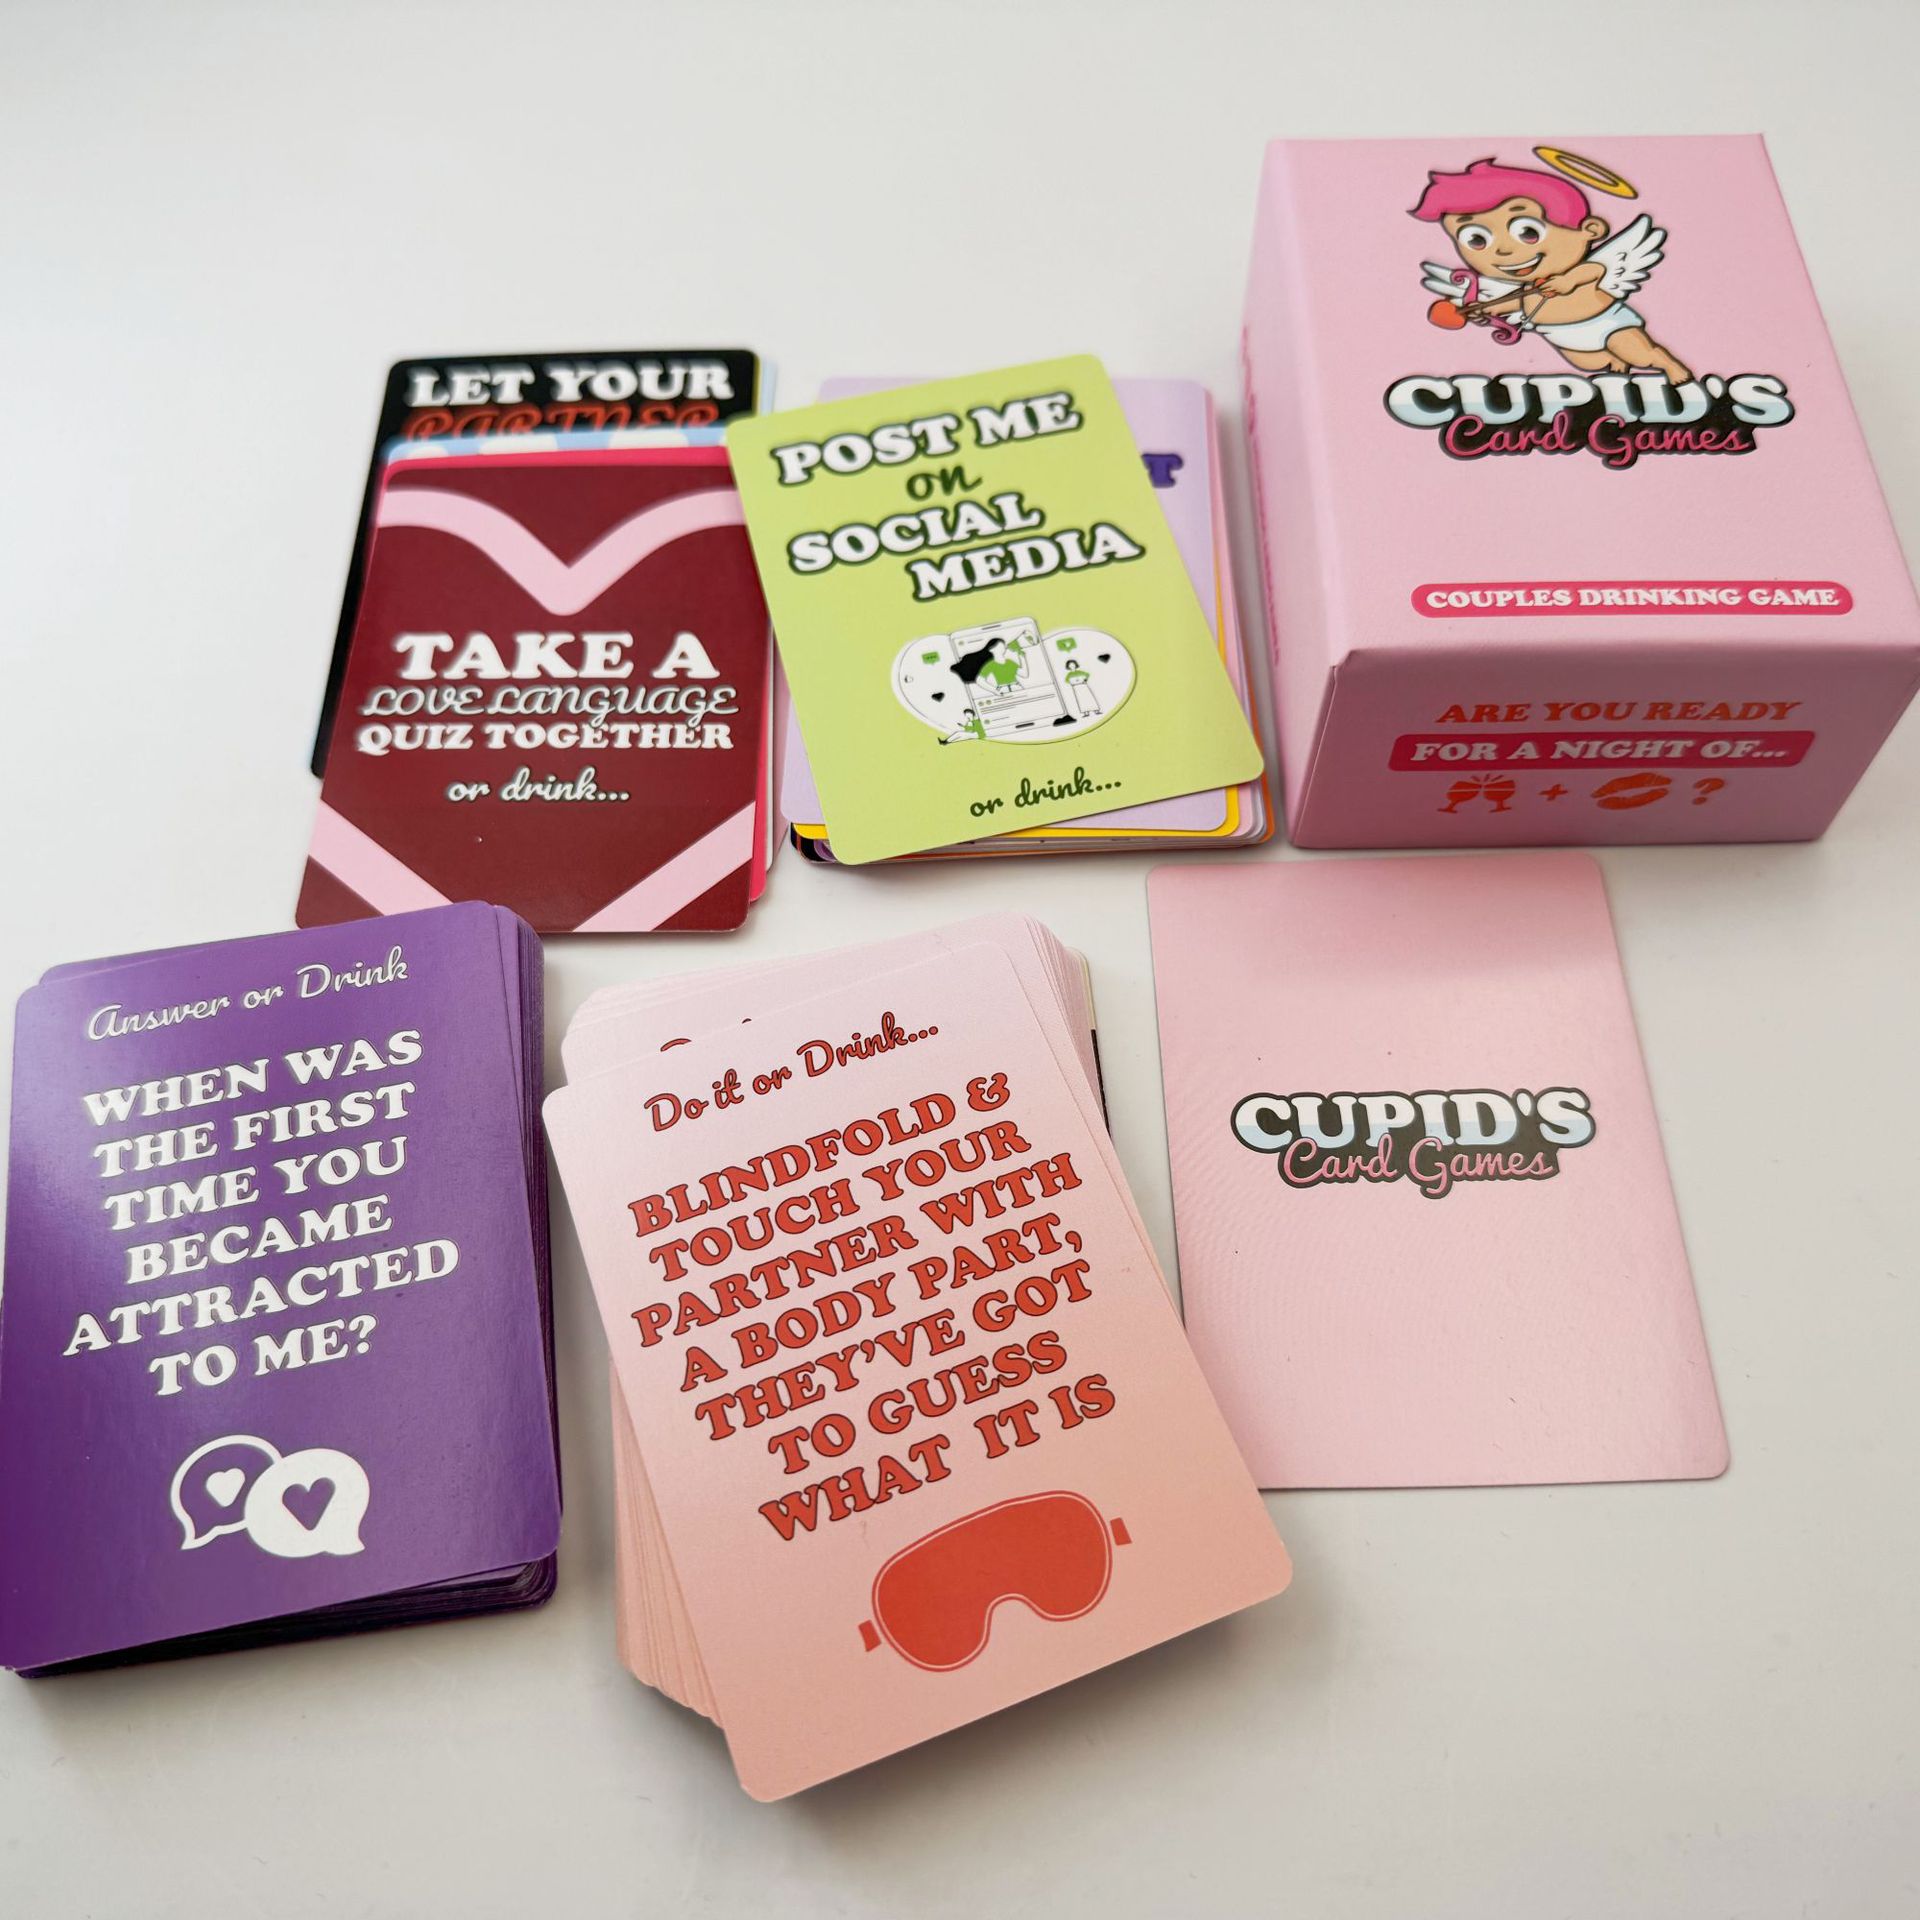 LET YOUR
PARTNER
TAKE A
LOVE LANGUAGE
QUIZ TOGETHER
or drink...
POST ME
on
SOCIAL
MEDIA
or drink...
CUPID'S
Card Games
COUPLES DRINKING GAME
ARE YOU READY
FOR A NIGHT OF...
+ ?
Answer or Drink
WHEN WAS
THE FIRST
TIME YOU
BECAME
ATTRACTED
TO ME?
Do it or Drink...
BLINDFOLD &
TOUCH YOUR
PARTNER WITH
A BODY PART,
THEY'VE GOT
TO GUESS
WHAT IT IS
CUPID'S
Card Games